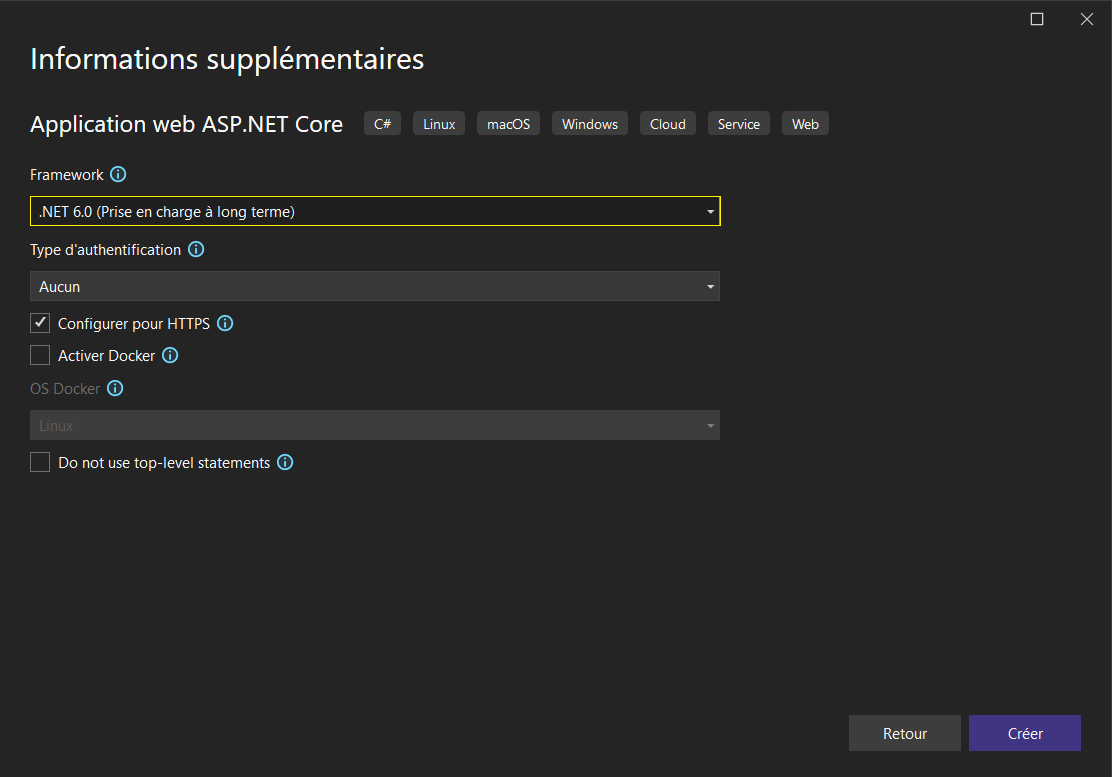 Informations supplémentaires
Application web ASP.NET Core C# Linux macOS Windows Cloud Service Web
Framework
.NET 6.0 (Prise en charge à long terme)
Type d'authentification
Aucun
Configurer pour HTTPS
Activer Docker
OS Docker
Linux
Do not use top-level statements
Retour Créer